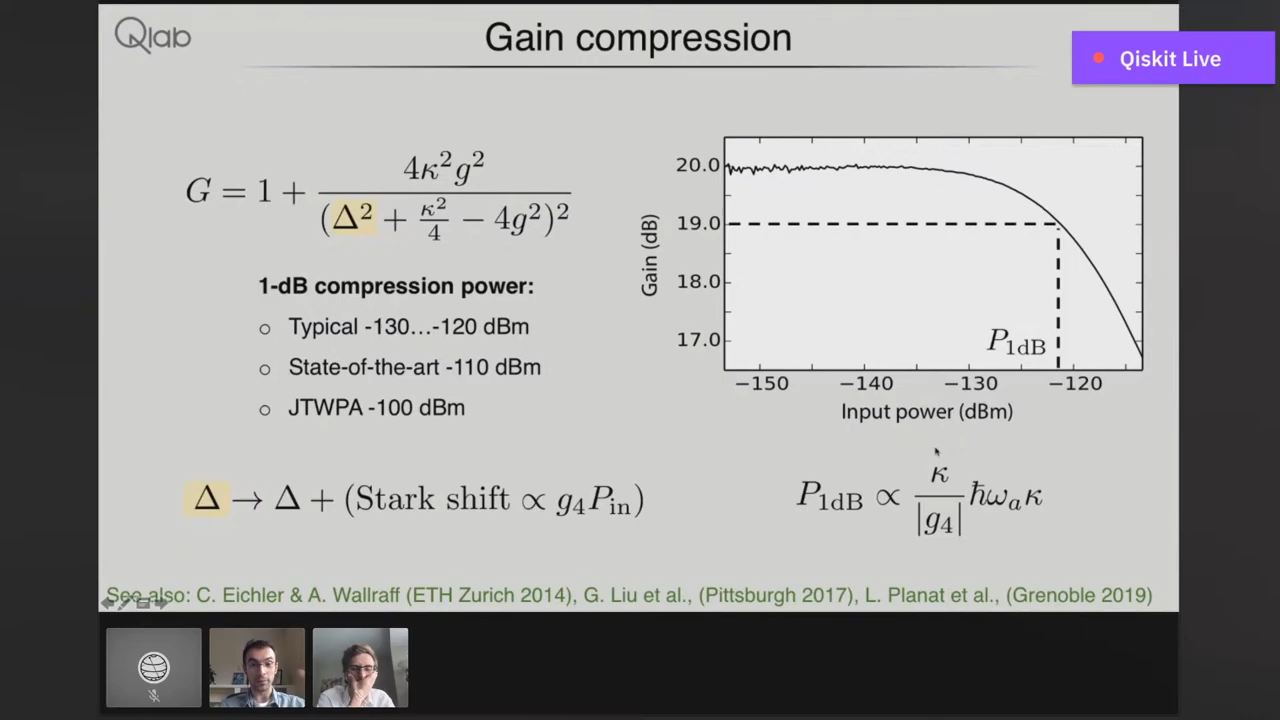 Qlab
Gain compression
Qiskit Live
G = 1 + 4κ²g² / (Δ² + κ²/4 − 4g²)²
1-dB compression power:
○ Typical -130…-120 dBm
○ State-of-the-art -110 dBm
○ JTWPA -100 dBm
Δ → Δ + (Stark shift ∝ g₄P_in)
Gain (dB)
20.0
19.0
18.0
17.0
P_1dB
−150 −140 −130 −120
Input power (dBm)
P_1dB ∝ κ/|g₄| ħω_aκ
See also: C. Eichler & A. Wallraff (ETH Zurich 2014), G. Liu et al., (Pittsburgh 2017), L. Planat et al., (Grenoble 2019)